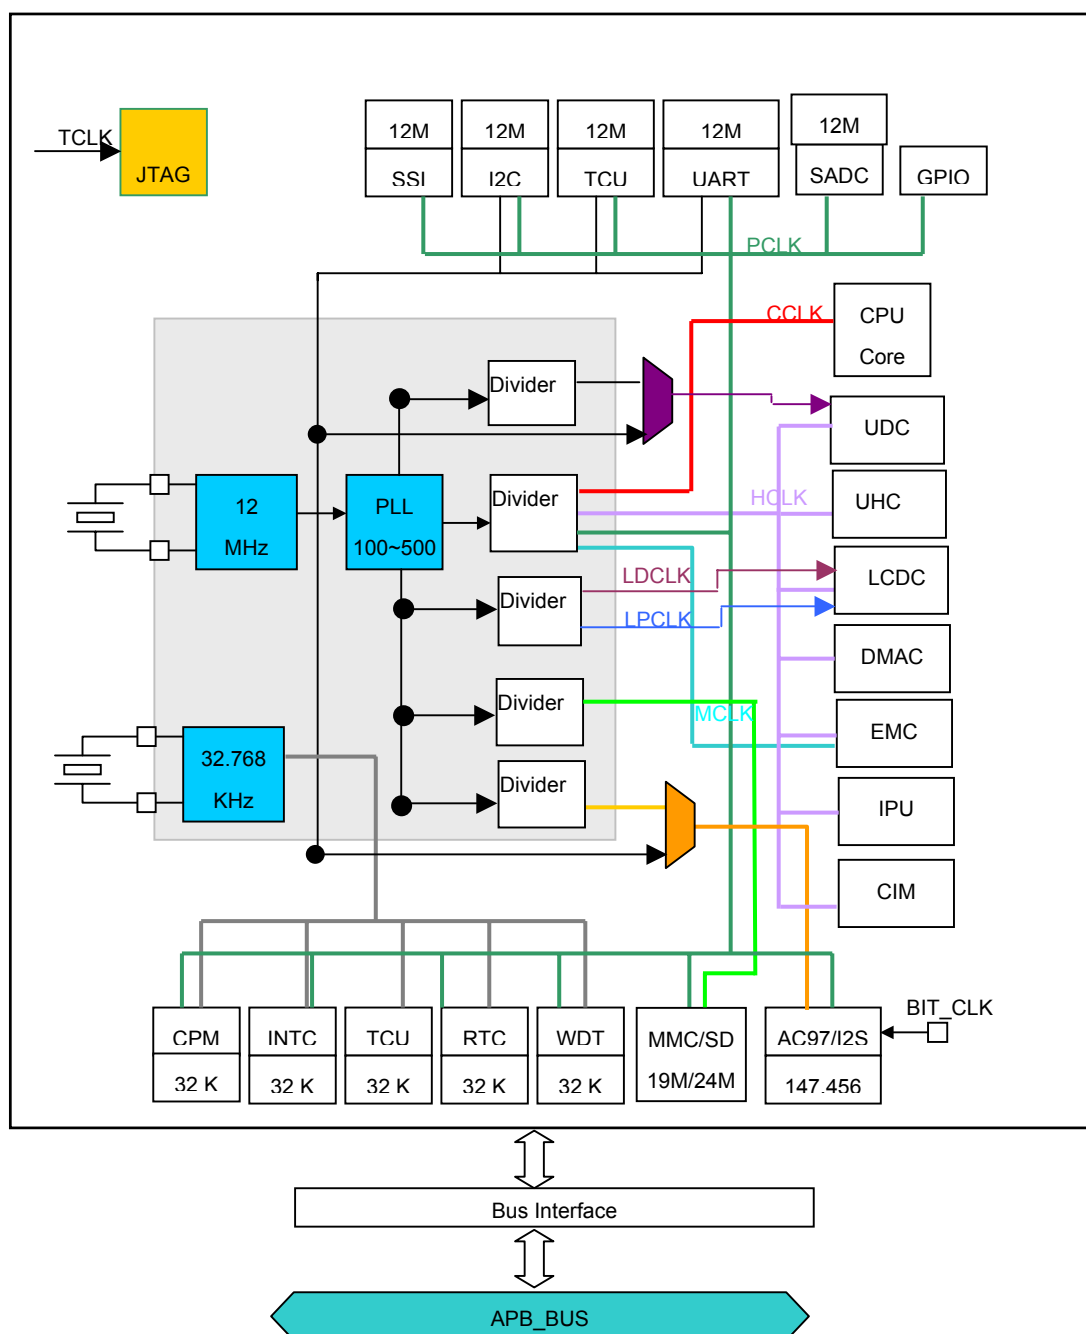 TCLK
JTAG
12M
SSI
12M
I2C
12M
TCU
12M
UART
12M
SADC
GPIO
PCLK
CCLK
CPU
Core
Divider
UDC
12
MHz
PLL
100~500
Divider
HCLK
UHC
LDCLK
LCDC
Divider
LPCLK
DMAC
Divider
MCLK
EMC
32.768
KHz
Divider
IPU
CIM
CPM
32 K
INTC
32 K
TCU
32 K
RTC
32 K
WDT
32 K
MMC/SD
19M/24M
AC97/I2S
147.456
BIT_CLK
Bus Interface
APB_BUS